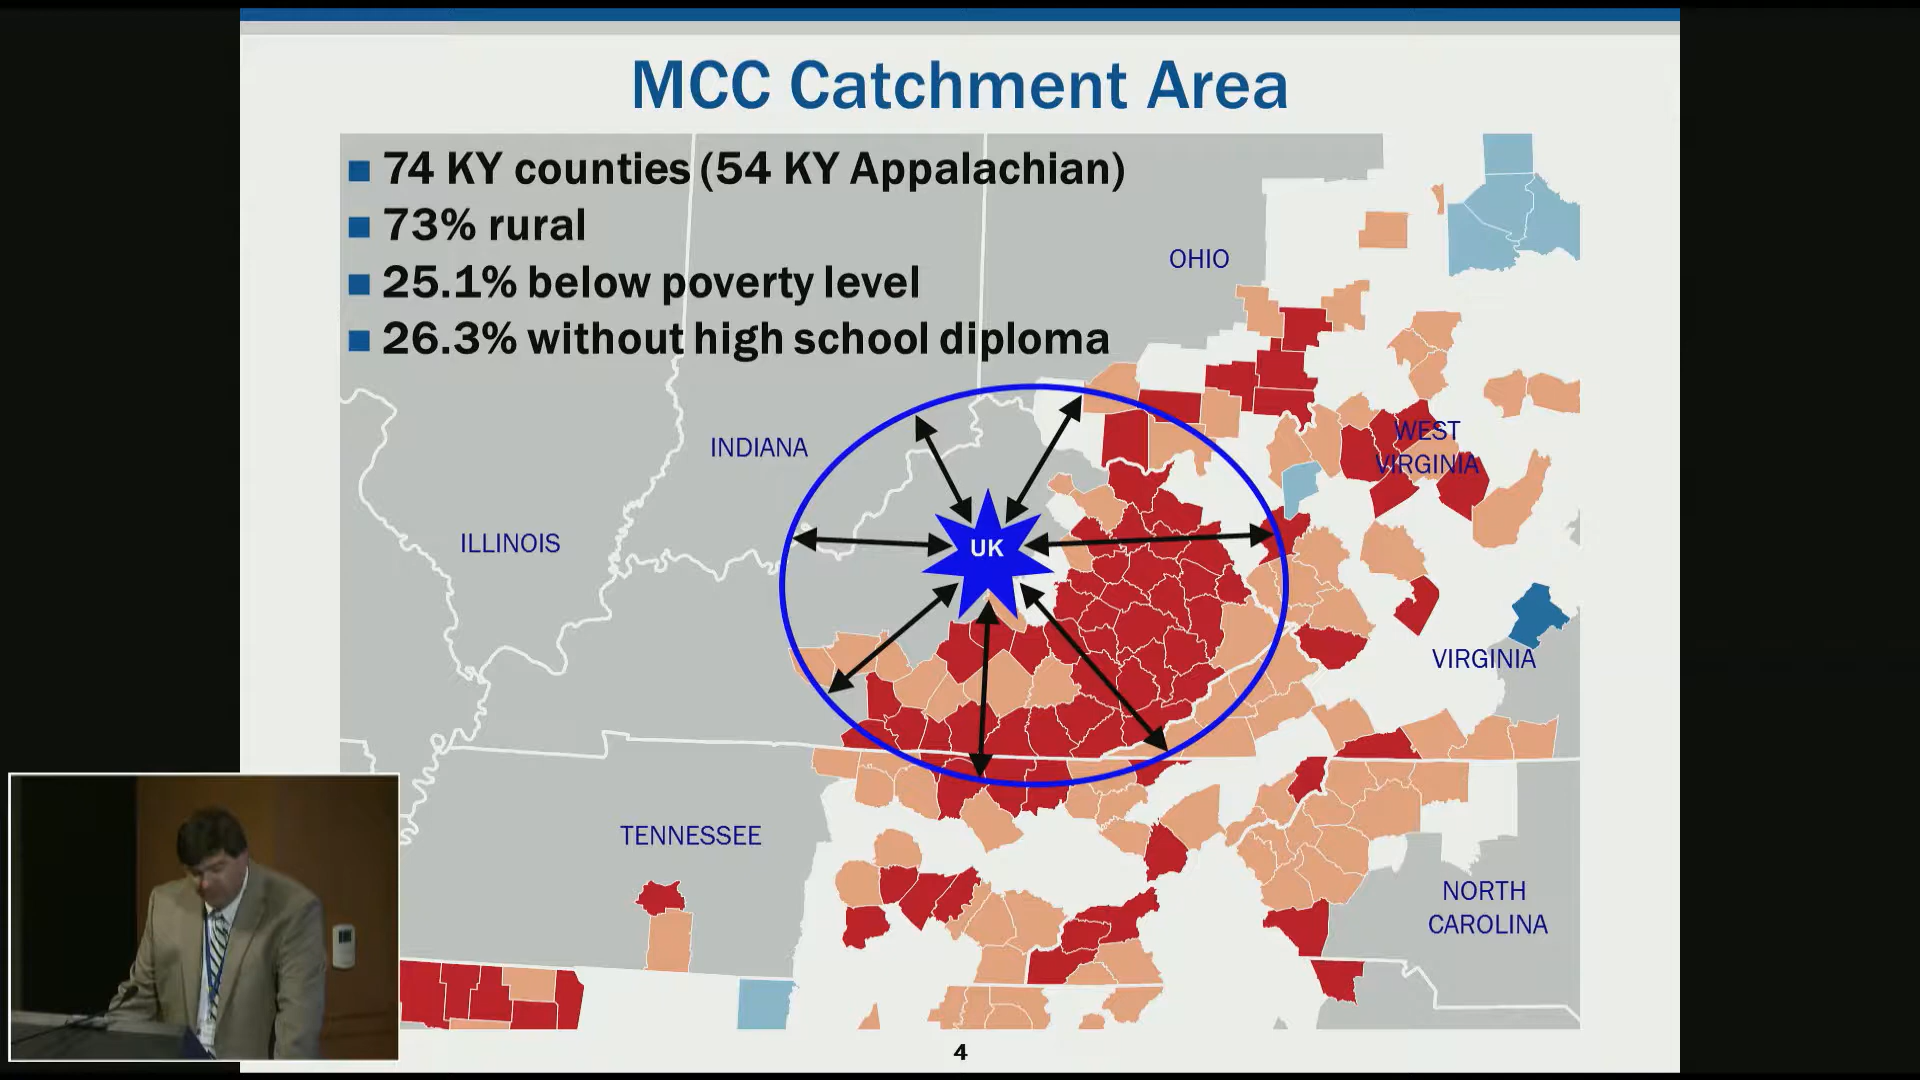 MCC Catchment Area
74 KY counties (54 KY Appalachian)
73% rural
25.1% below poverty level
26.3% without high school diploma
OHIO
INDIANA
WEST
VIRGINIA
ILLINOIS
UK
VIRGINIA
TENNESSEE
NORTH
CAROLINA
4